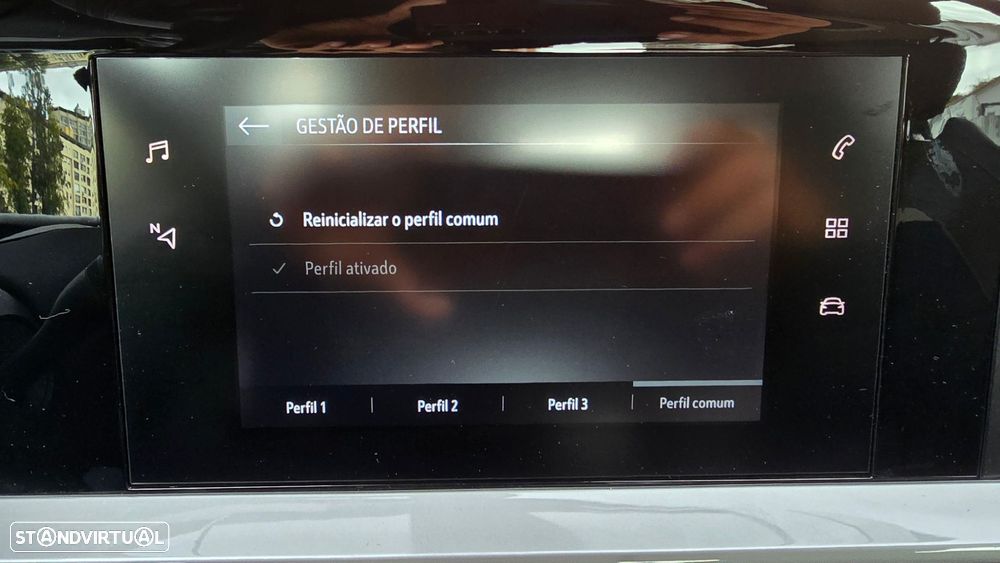 GESTÃO DE PERFIL
N
Reinicializar o perfil comum
Perfil ativado
Perfil 1 | Perfil 2 | Perfil 3 | Perfil comum
STANDVIRTUAL